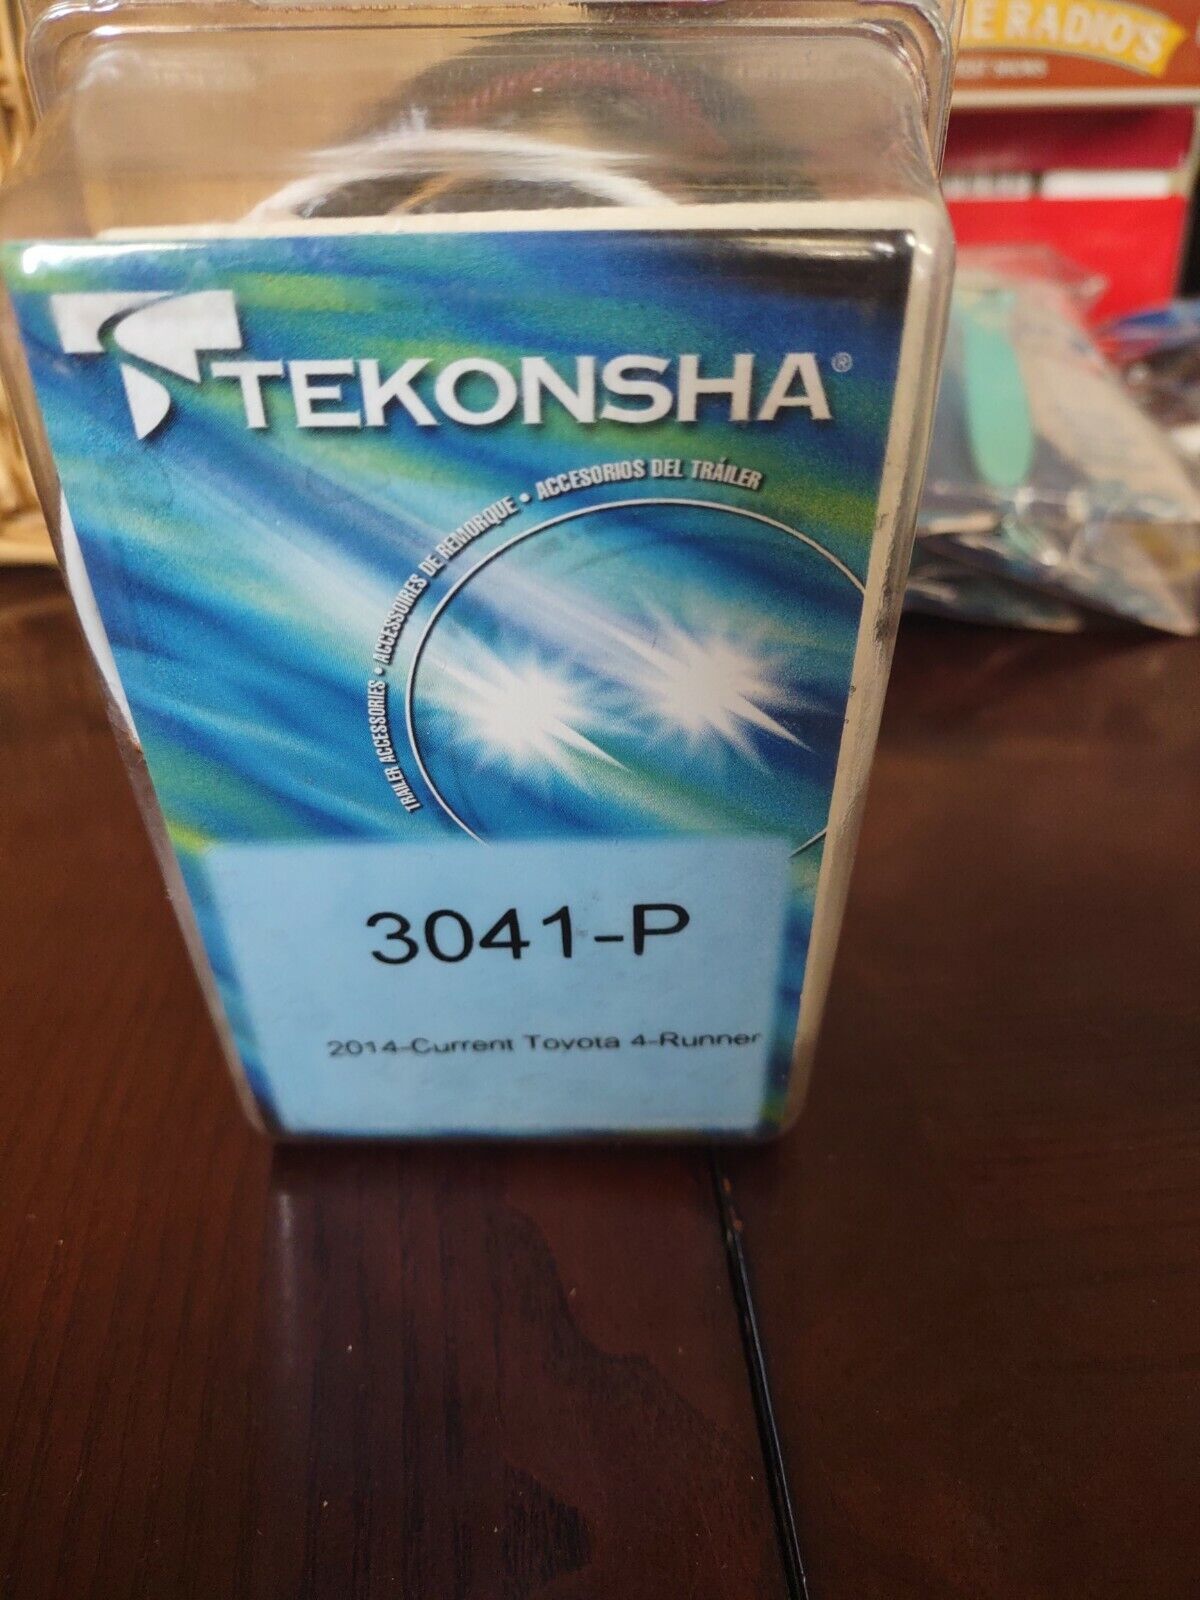 E RADIO'S
TEKONSHA®
TRAILER ACCESSORIES • ACCESSOIRES DE REMORQUE • ACCESORIOS DEL TRÁILER
3041-P
2014-Current Toyota 4-Runner